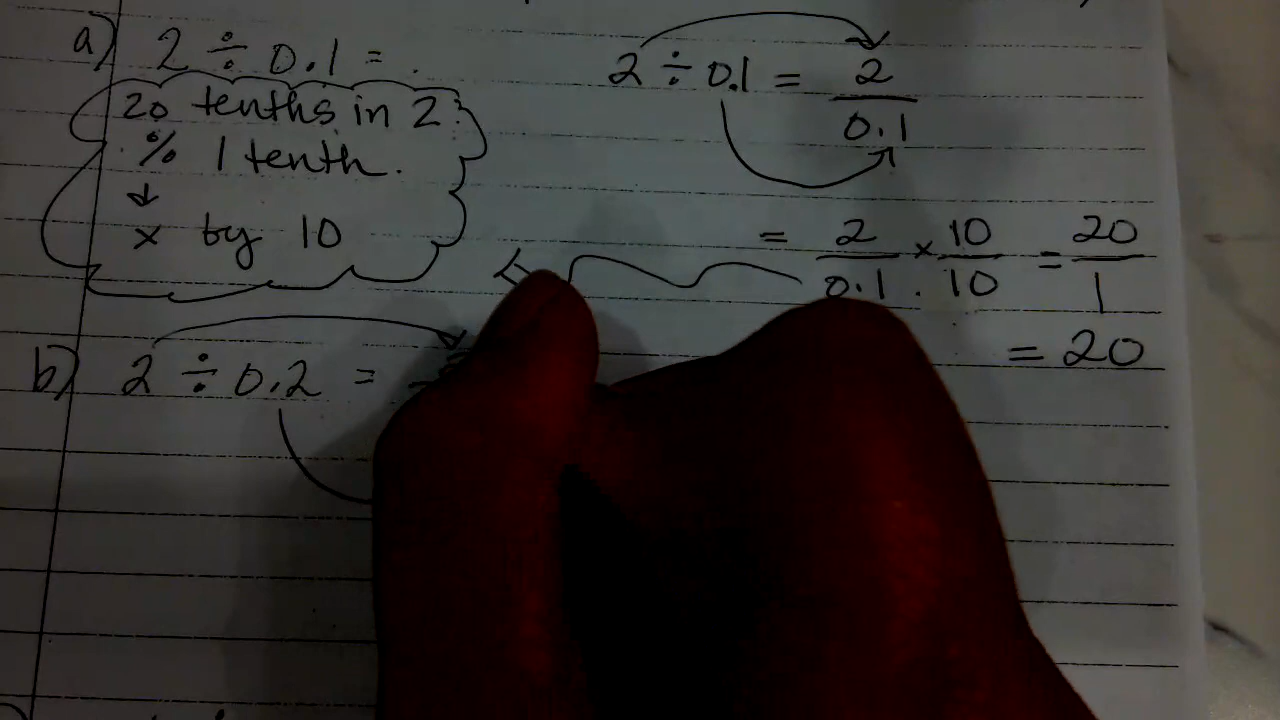 a) 2 ÷ 0.1 = .
20 tenths in 2
% 1 tenth.
↓
x by 10
2 ÷ 0.1 = 2/0.1
= 2/0.1 × 10/10 = 20/1
= 20
b) 2 ÷ 0.2 =